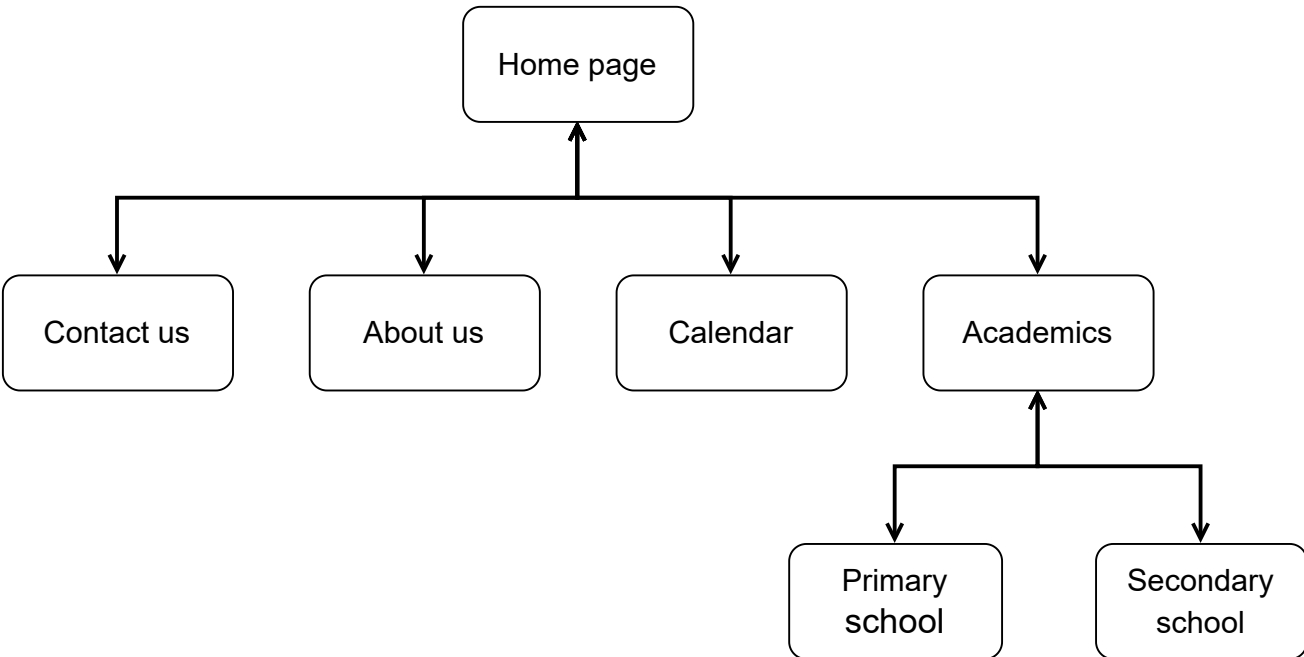 Home page
Contact us
About us
Calendar
Academics
Primary
school
Secondary
school